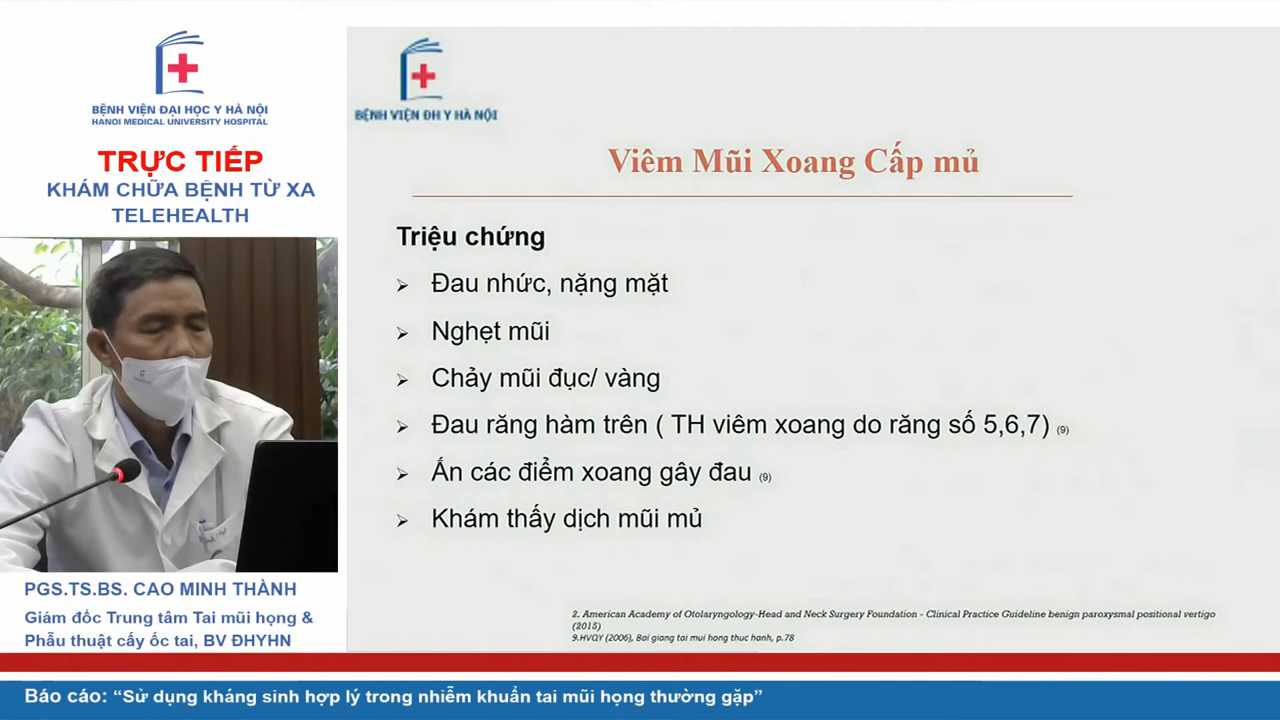 BỆNH VIỆN ĐẠI HỌC Y HÀ NỘI
HANOI MEDICAL UNIVERSITY HOSPITAL
TRỰC TIẾP
KHÁM CHỮA BỆNH TỪ XA
TELEHEALTH
PGS.TS.BS. CAO MINH THÀNH
Giám đốc Trung tâm Tai mũi họng &
Phẫu thuật cấy ốc tai, BV ĐHYHN
BỆNH VIỆN ĐH Y HÀ NỘI
Viêm Mũi Xoang Cấp mủ
Triệu chứng
Đau nhức, nặng mặt
Nghẹt mũi
Chảy mũi đục/ vàng
Đau răng hàm trên ( TH viêm xoang do răng số 5,6,7) (9)
Ấn các điểm xoang gây đau (9)
Khám thấy dịch mũi mủ
2. American Academy of Otolaryngology-Head and Neck Surgery Foundation - Clinical Practice Guideline benign paroxysmal positional vertigo
(2015)
9.HVQY (2006), Bai giang tai mui hong thuc hanh, p.78
Báo cáo: “Sử dụng kháng sinh hợp lý trong nhiễm khuẩn tai mũi họng thường gặp”